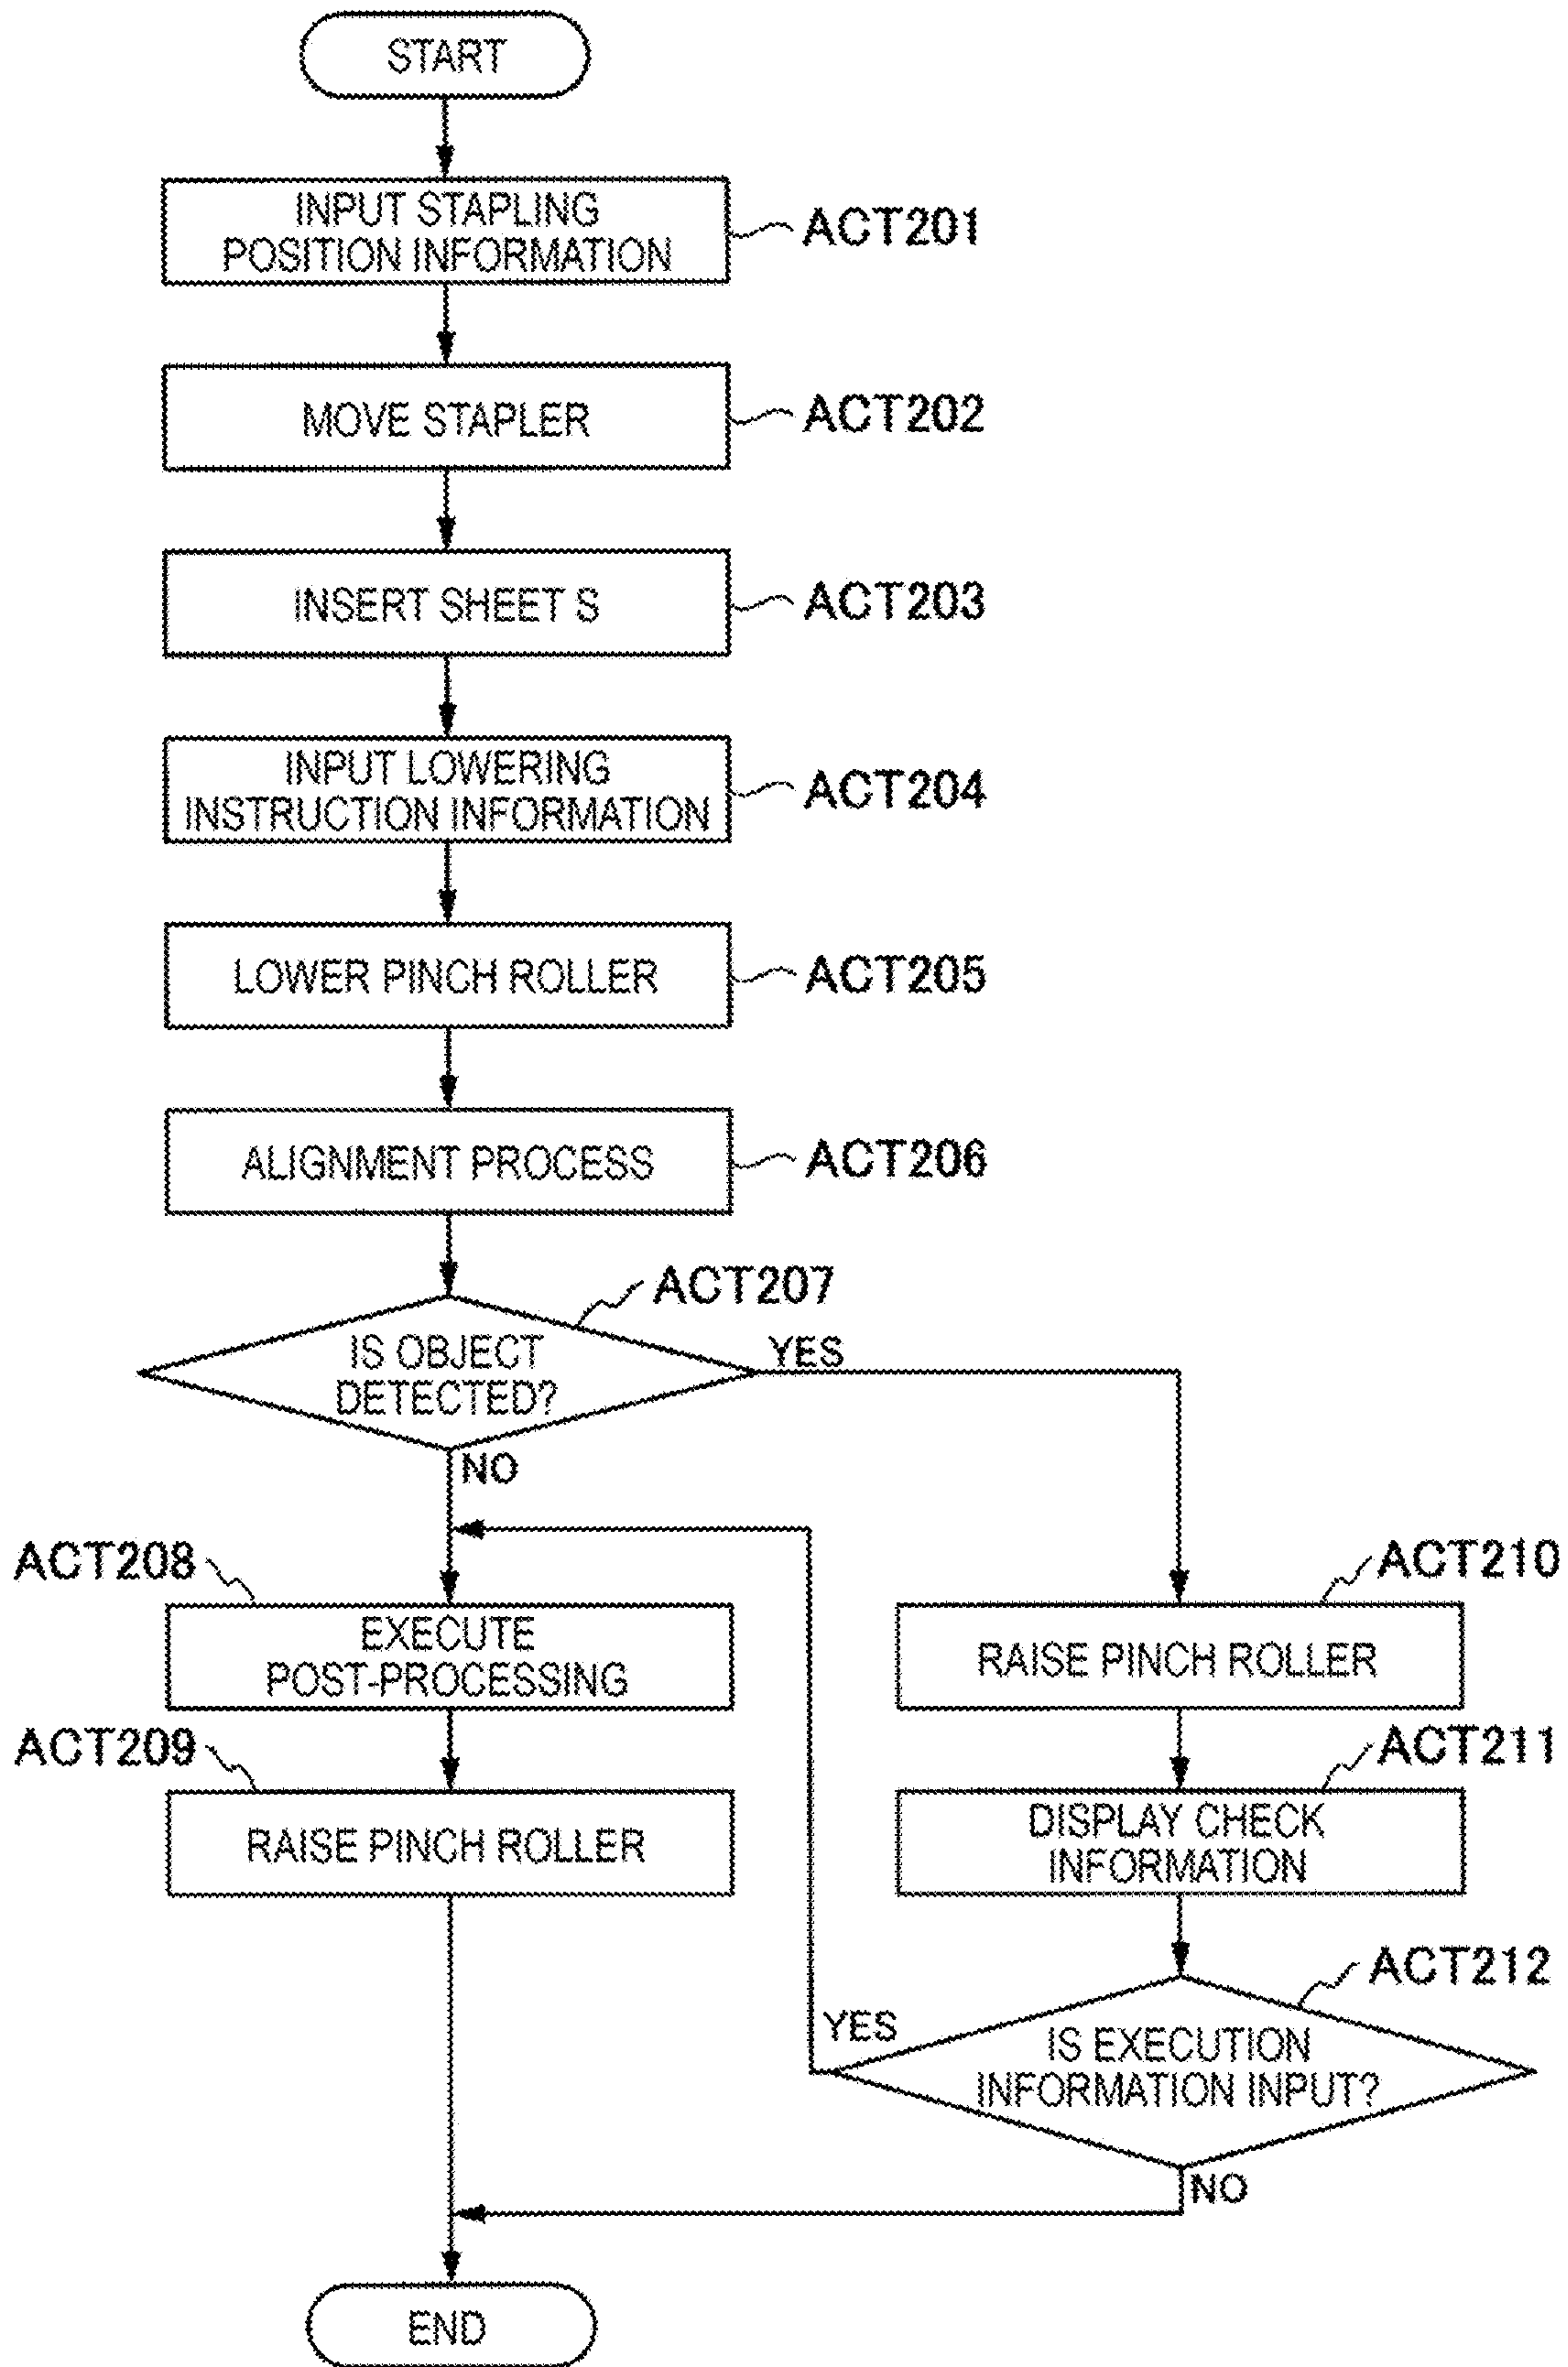 START
INPUT STAPLING
POSITION INFORMATION
ACT201
MOVE STAPLER
ACT202
INSERT SHEET S
ACT203
INPUT LOWERING
INSTRUCTION INFORMATION
ACT204
LOWER PINCH ROLLER
ACT205
ALIGNMENT PROCESS
ACT206
ACT207
IS OBJECT
DETECTED?
YES
NO
ACT208
EXECUTE
POST-PROCESSING
ACT209
RAISE PINCH ROLLER
ACT210
RAISE PINCH ROLLER
ACT211
DISPLAY CHECK
INFORMATION
ACT212
YES
IS EXECUTION
INFORMATION INPUT?
NO
END